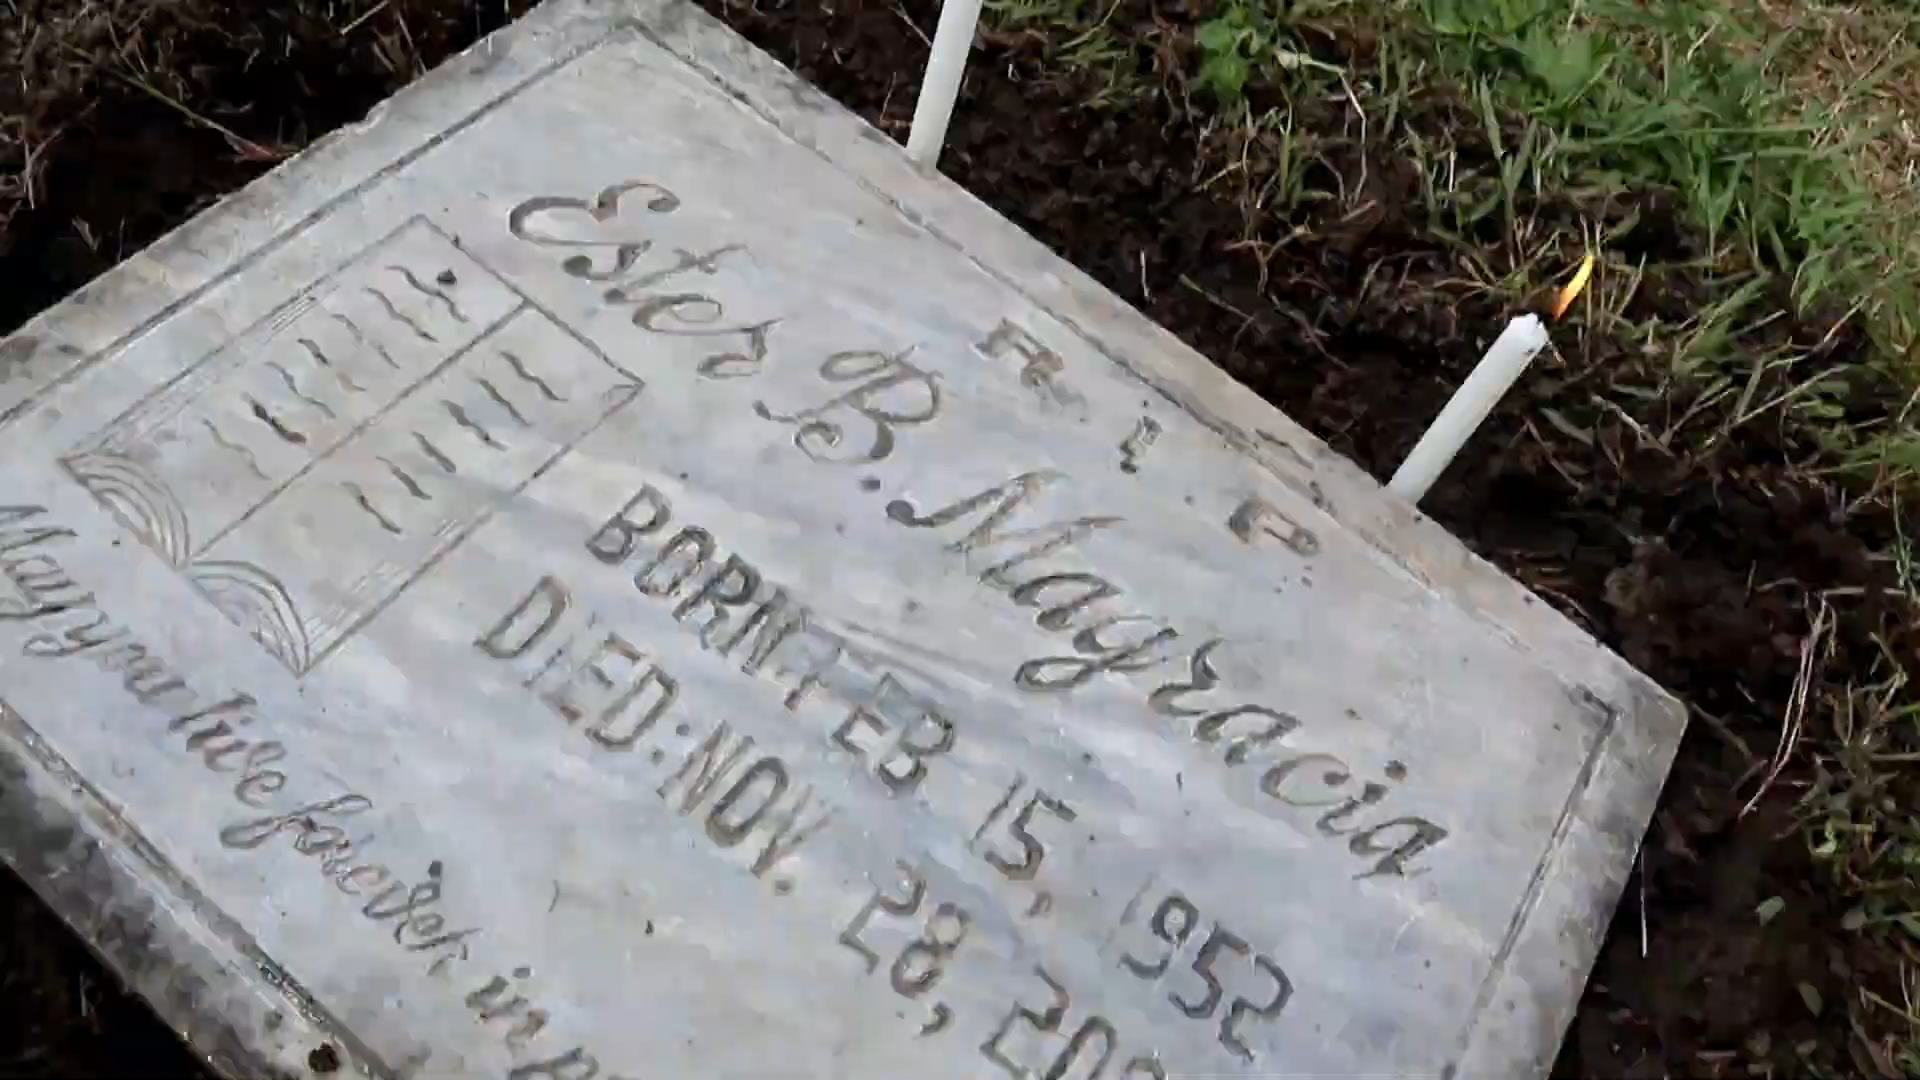 R I P
Ester B. Magracia
BORN: FEB 15, 1952
DIED: NOV. 28,
May you live forever in